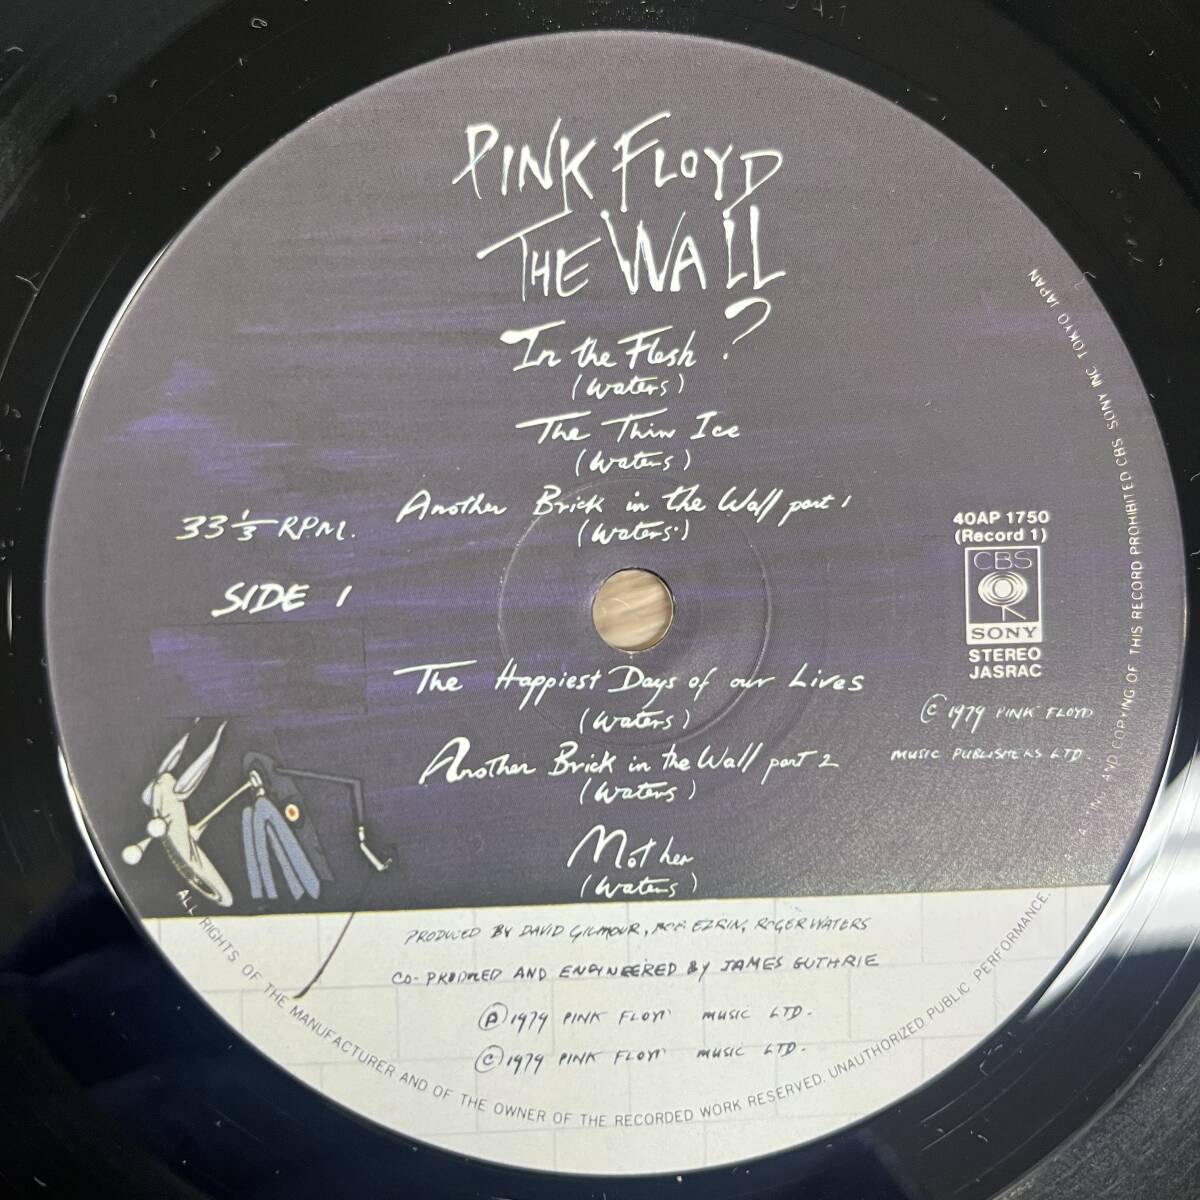 PINK FLOYD
THE WALL
In the Flesh ?
(Waters)
The Thin Ice
(Waters)
Another Brick in the Wall part 1
(Waters)
33 1/3 RPM.
SIDE 1
40AP 1750
(Record 1)
CBS
SONY
STEREO
JASRAC
The Happiest Days of our Lives
(Waters)
Another Brick in the Wall part 2
(Waters)
Mother
(Waters)
© 1979 PINK FLOYD
MUSIC PUBLISHERS LTD.
PRODUCED BY DAVID GILMOUR, BOB EZRIN, ROGER WATERS
CO-PRODUCED AND ENGINEERED BY JAMES GUTHRIE
Ⓟ 1979 PINK FLOYD MUSIC LTD.
© 1979 PINK FLOYD MUSIC LTD.
ALL RIGHTS OF THE MANUFACTURER AND OF THE OWNER OF THE RECORDED WORK RESERVED. UNAUTHORIZED PUBLIC PERFORMANCE. AND COPYING OF THIS RECORD PROHIBITED CBS SONY INC. TOKYO JAPAN